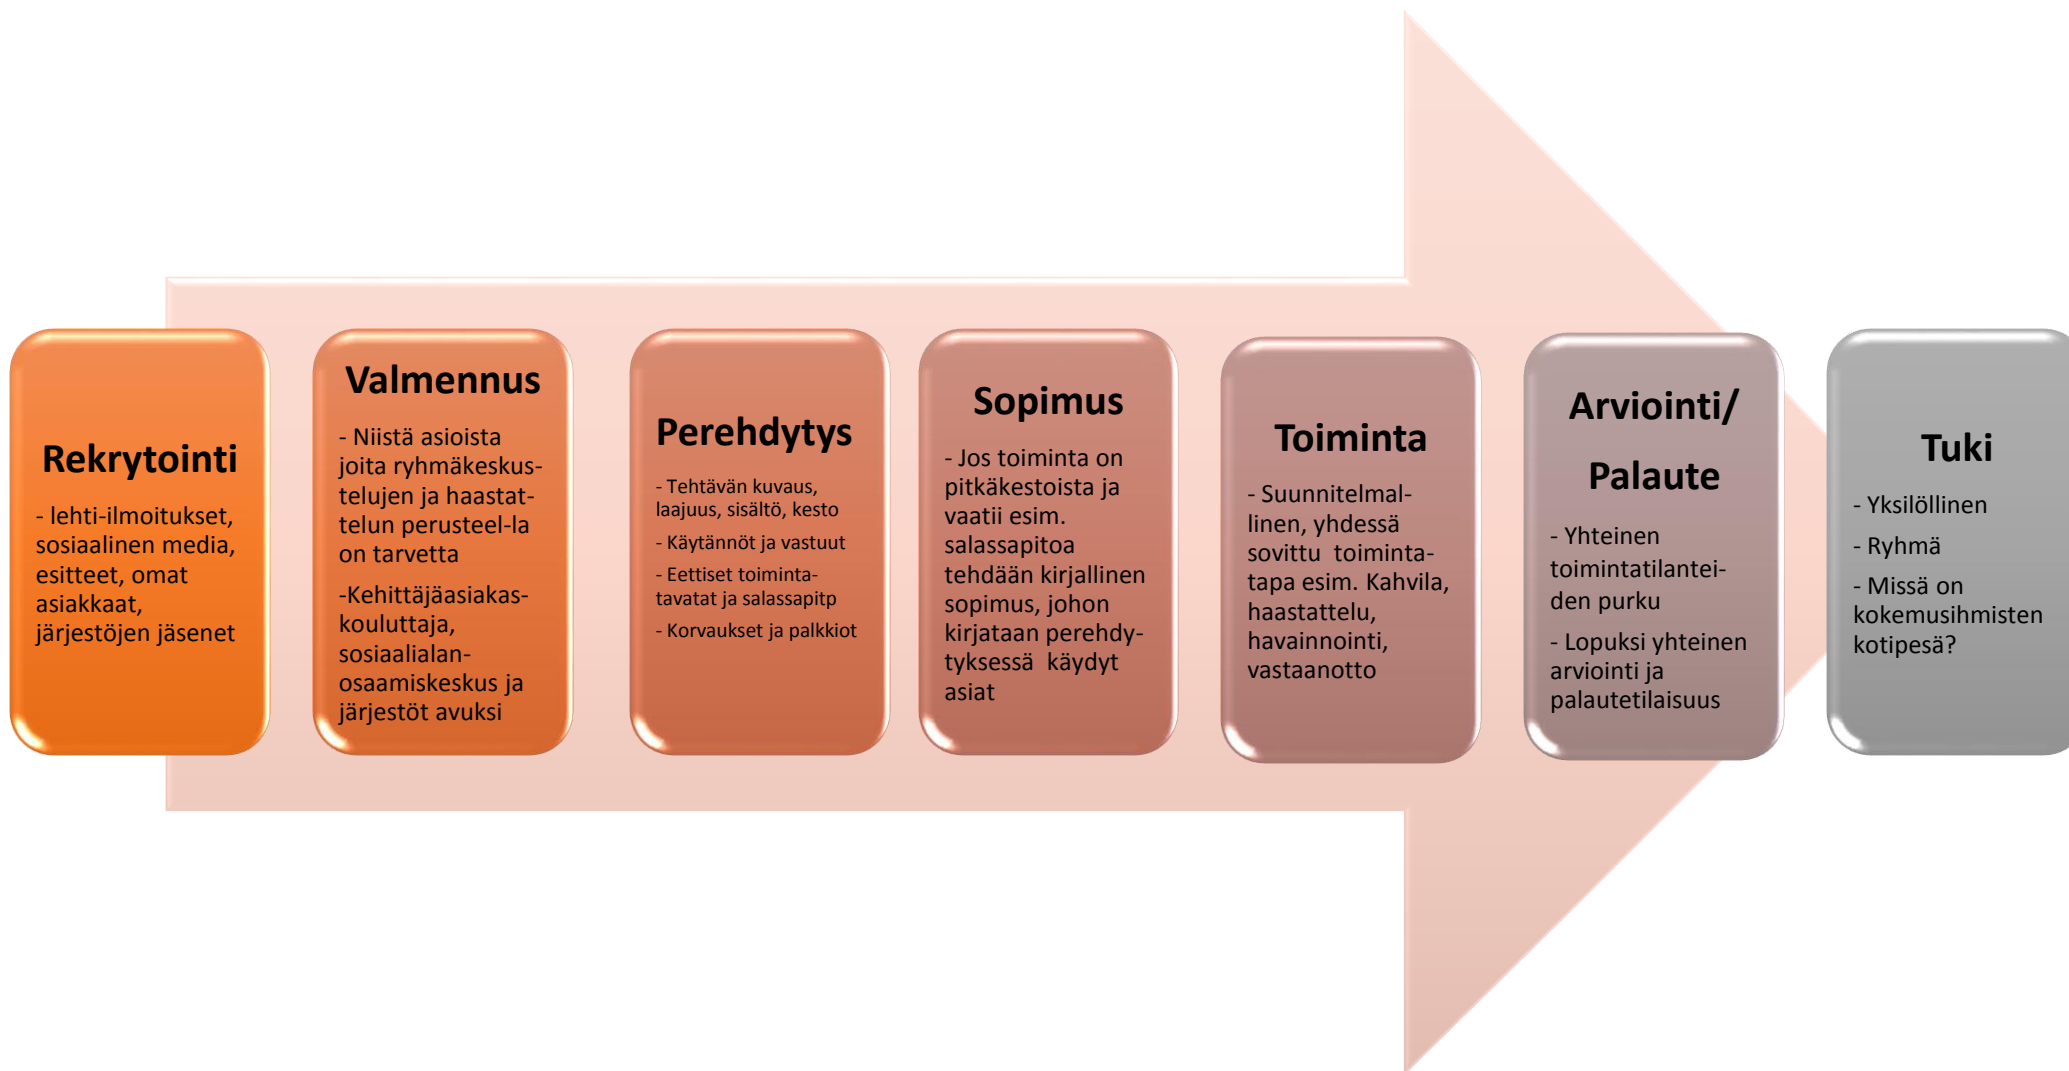 Rekrytointi
- lehti-ilmoitukset,
sosiaalinen media,
esitteet, omat
asiakkaat,
järjestöjen jäsenet
Valmennus
- Niistä asioista
joita ryhmäkeskus-
telujen ja haastat-
telun perusteel-la
on tarvetta
-Kehittäjäasiakas-
kouluttaja,
sosiaalialan-
osaamiskeskus ja
järjestöt avuksi
Perehdytys
- Tehtävän kuvaus,
laajuus, sisältö, kesto
- Käytännöt ja vastuut
- Eettiset toiminta-
tavatat ja salassapitp
- Korvaukset ja palkkiot
Sopimus
- Jos toiminta on
pitkäkestoista ja
vaatii esim.
salassapitoa
tehdään kirjallinen
sopimus, johon
kirjataan perehdy-
tyksessä  käydyt
asiat
Toiminta
- Suunnitelmal-
linen, yhdessä
sovittu  toiminta-
tapa esim. Kahvila,
haastattelu,
havainnointi,
vastaanotto
Arviointi/
Palaute
- Yhteinen
toimintatilantei-
den purku
- Lopuksi yhteinen
arviointi ja
palautetilaisuus
Tuki
- Yksilöllinen
- Ryhmä
- Missä on
kokemusihmisten
kotipesä?